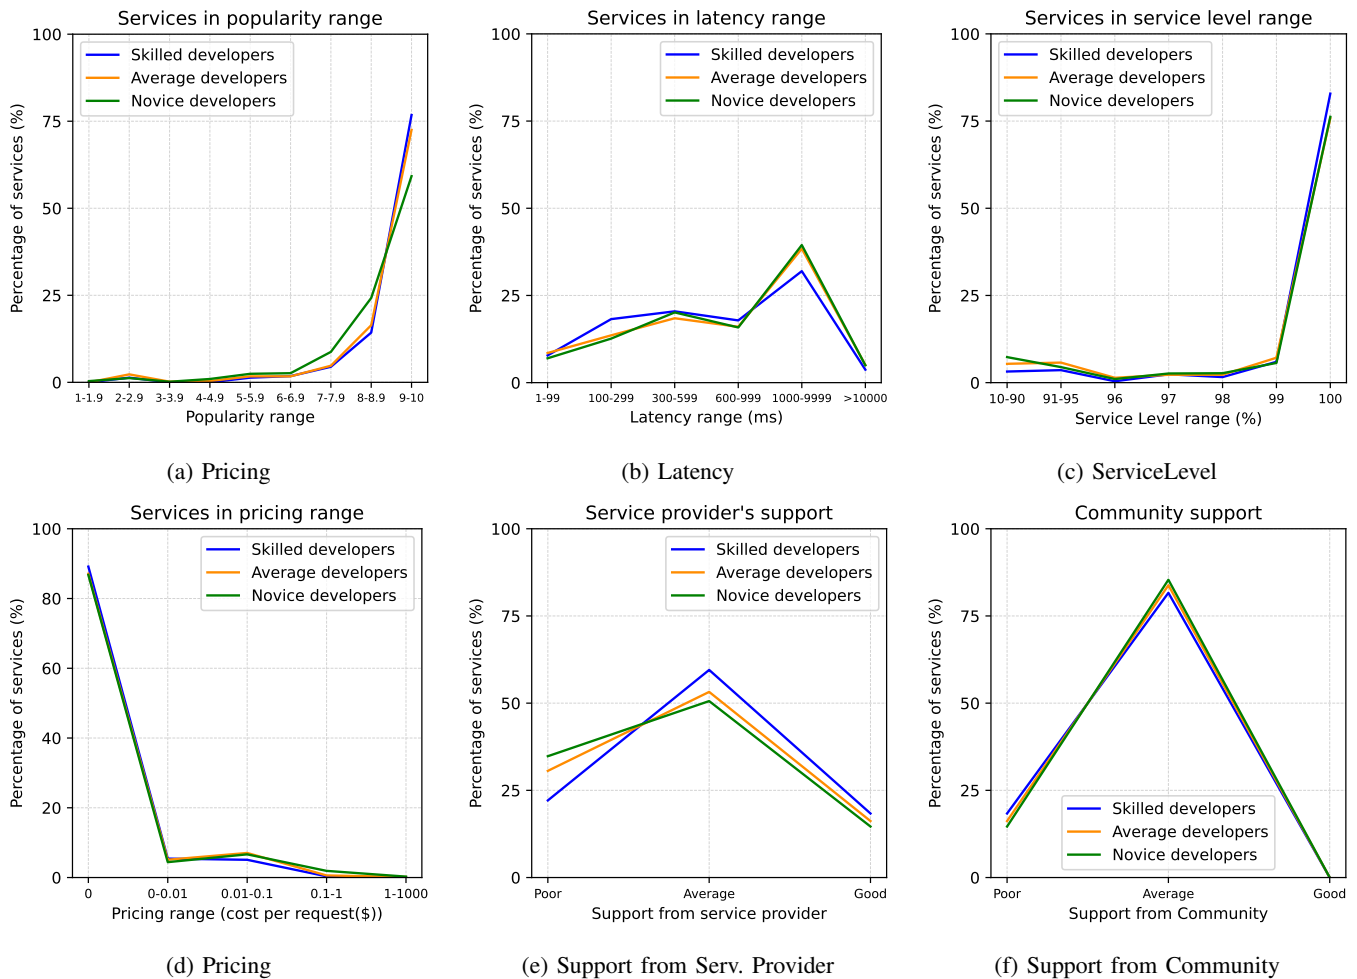 Services in popularity range
Percentage of services (%)
100
75
50
25
0
Skilled developers
Average developers
Novice developers
1-1.9 2-2.9 3-3.9 4-4.9 5-5.9 6-6.9 7-7.9 8-8.9 9-10
Popularity range
(a) Pricing
Services in latency range
Percentage of services (%)
100
75
50
25
0
Skilled developers
Average developers
Novice developers
1-99 100-299 300-599 600-999 1000-9999 >10000
Latency range (ms)
(b) Latency
Services in service level range
Percentage of services (%)
100
75
50
25
0
Skilled developers
Average developers
Novice developers
10-90 91-95 96 97 98 99 100
Service Level range (%)
(c) ServiceLevel
Services in pricing range
Percentage of services (%)
100
80
60
40
20
0
Skilled developers
Average developers
Novice developers
0 0-0.01 0.01-0.1 0.1-1 1-1000
Pricing range (cost per request($))
(d) Pricing
Service provider's support
Percentage of services (%)
100
75
50
25
0
Skilled developers
Average developers
Novice developers
Poor Average Good
Support from service provider
(e) Support from Serv. Provider
Community support
Percentage of services (%)
100
75
50
25
0
Skilled developers
Average developers
Novice developers
Poor Average Good
Support from Community
(f) Support from Community